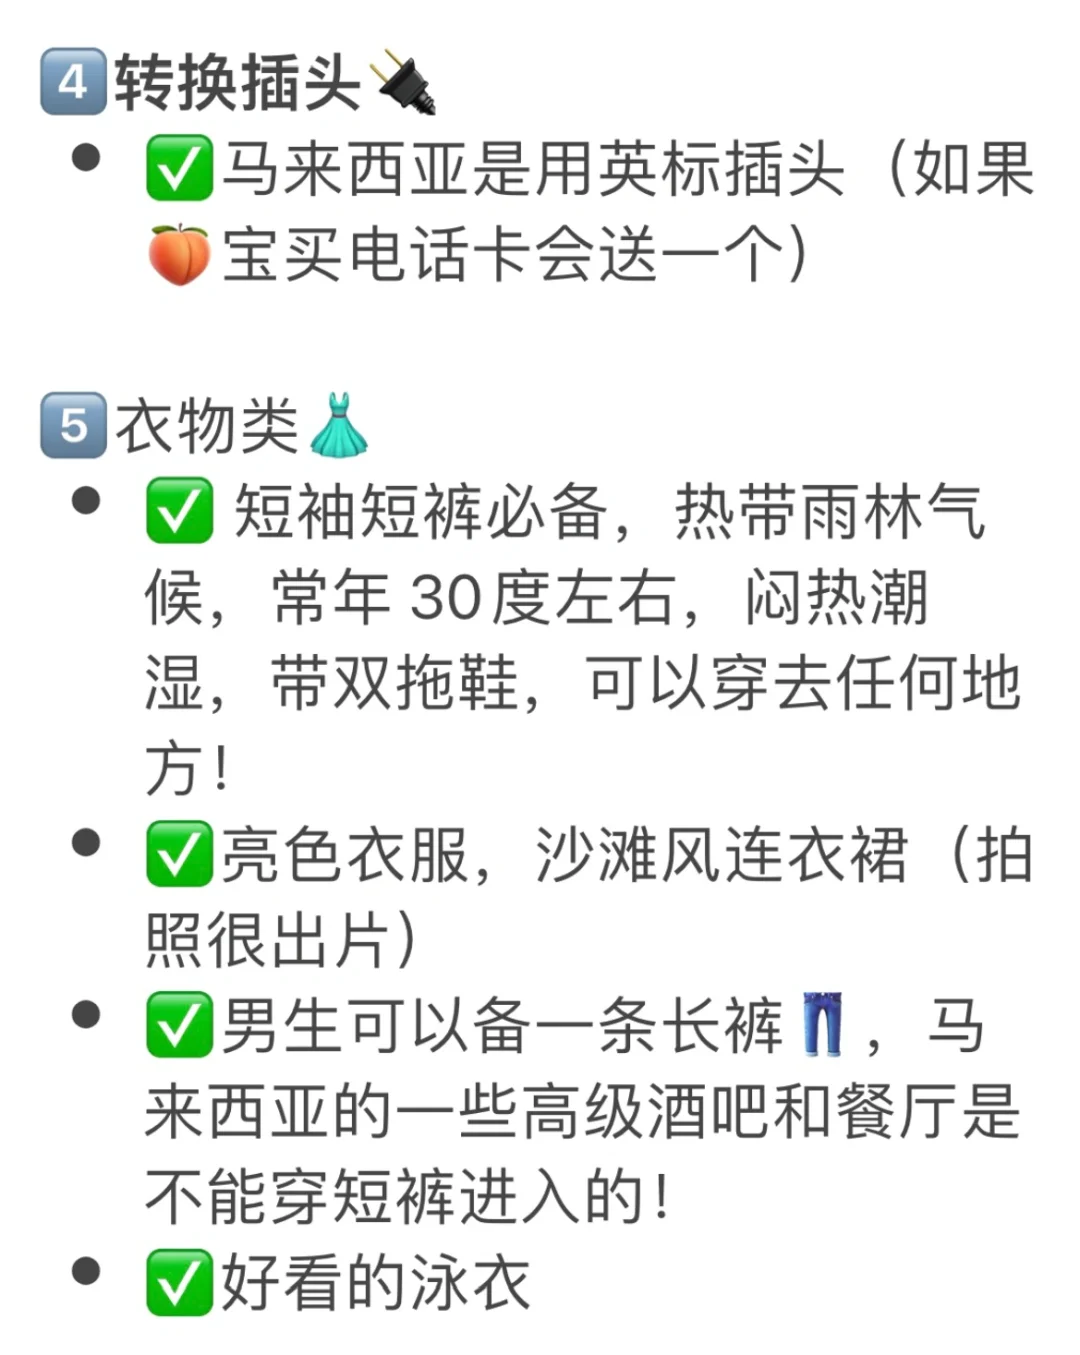 4️⃣转换插头🔌
• ✅马来西亚是用英标插头（如果
🍑宝买电话卡会送一个）
5️⃣衣物类👗
• ✅ 短袖短裤必备，热带雨林气
候，常年 30度左右，闷热潮
湿，带双拖鞋，可以穿去任何地
方！
• ✅亮色衣服，沙滩风连衣裙（拍
照很出片）
• ✅男生可以备一条长裤👖，马
来西亚的一些高级酒吧和餐厅是
不能穿短裤进入的！
• ✅好看的泳衣